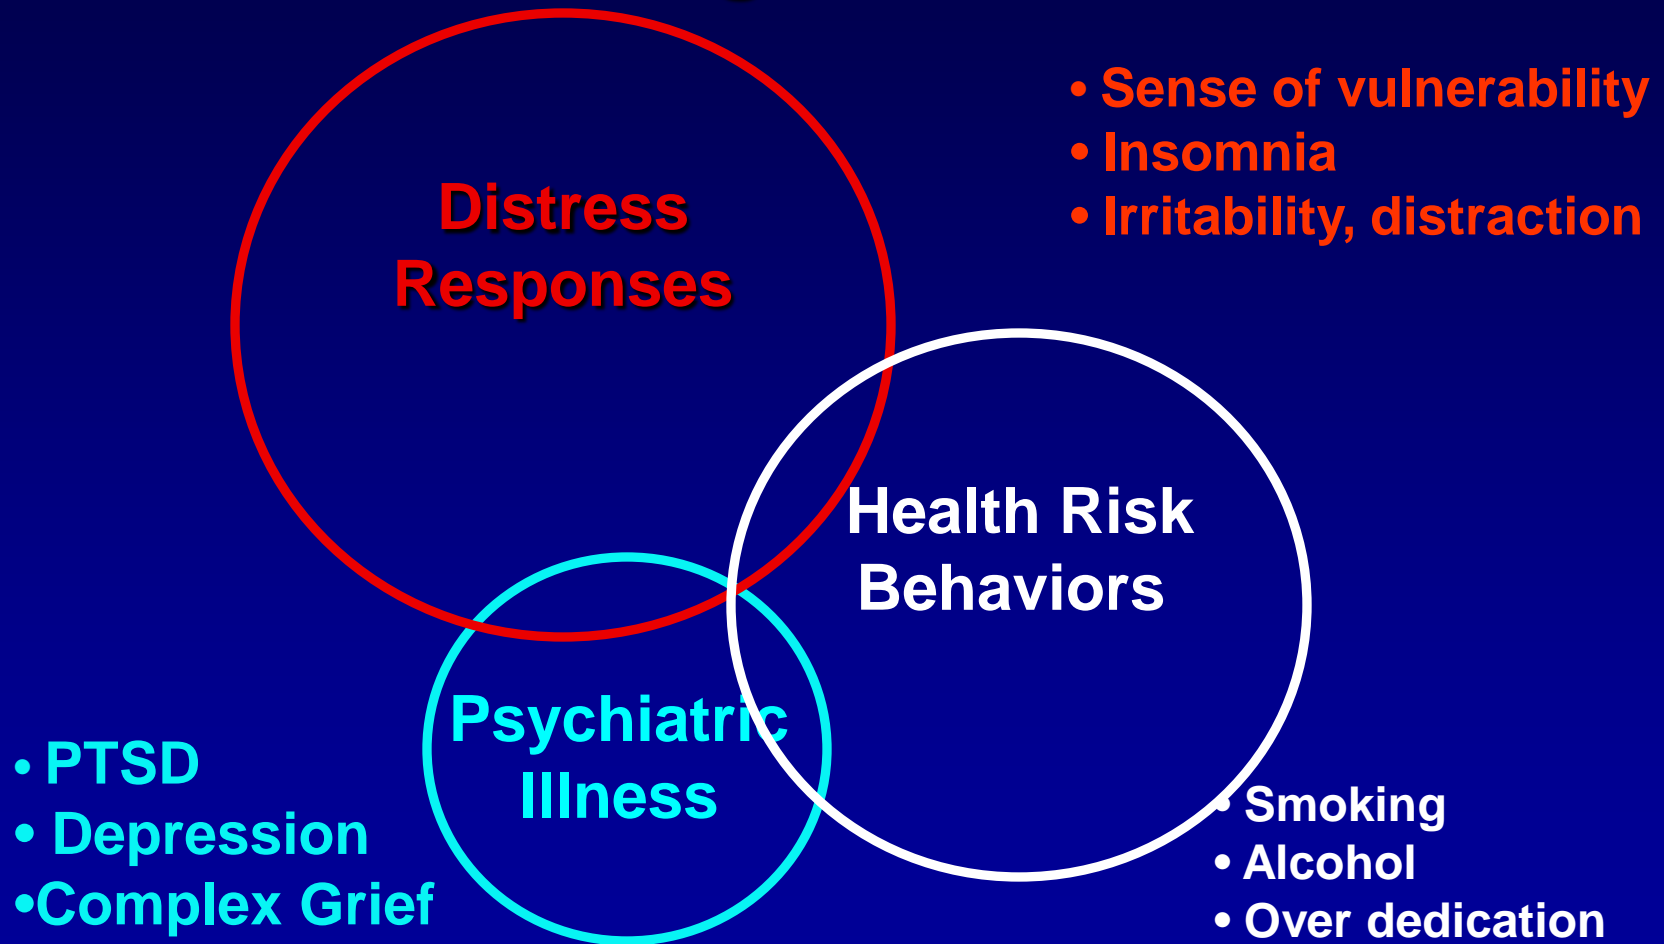 • Sense of vulnerability
• Insomnia
• Irritability, distraction
Distress
Responses
Health Risk
Behaviors
Psychiatric
Illness
• PTSD
• Depression
•Complex Grief
• Smoking
• Alcohol
• Over dedication